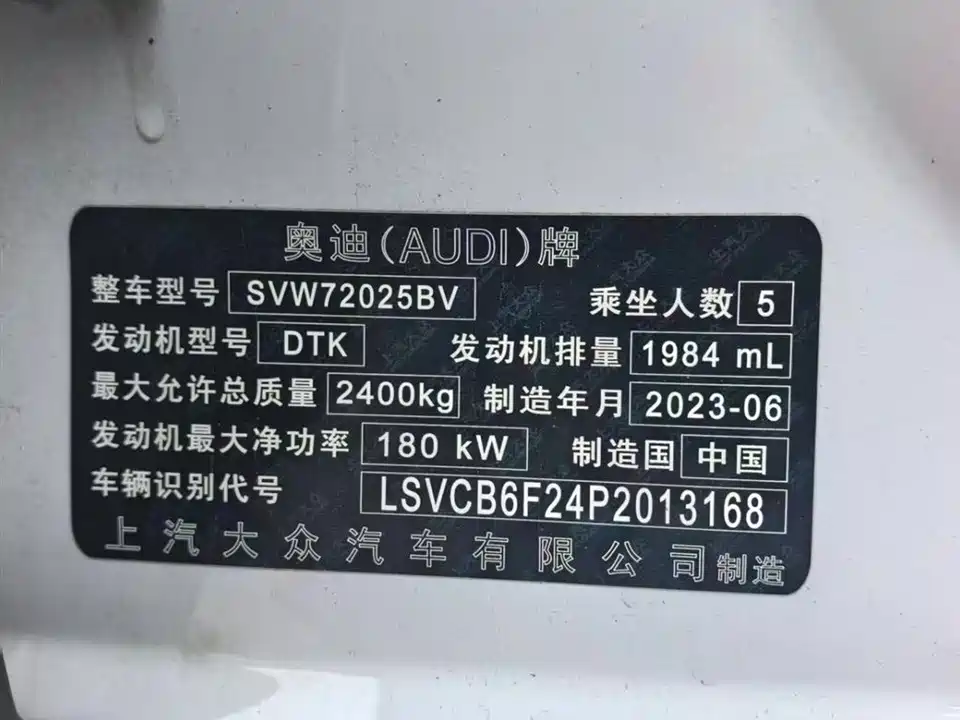 奥迪(AUDI)牌
整车型号 SVW72025BV 乘坐人数 5
发动机型号 DTK 发动机排量 1984 mL
最大允许总质量 2400kg 制造年月 2023-06
发动机最大净功率 180 kW 制造国 中国
车辆识别代号 LSVCB6F24P2013168
上汽大众汽车有限公司制造